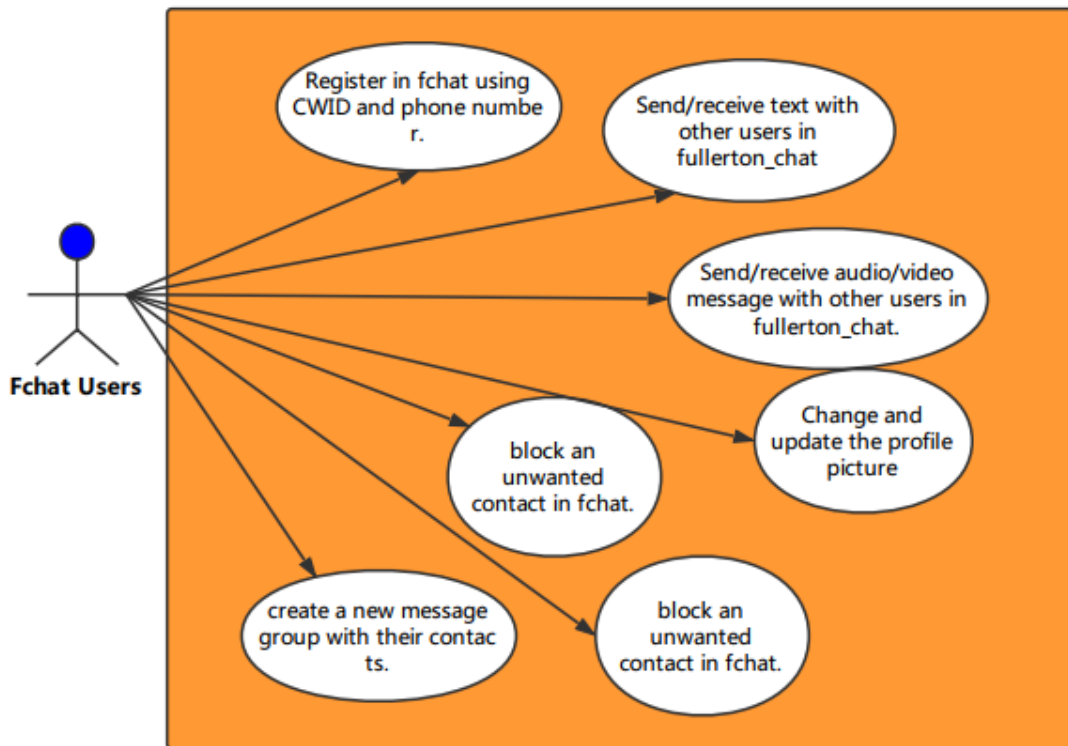 Register in fchat using
CWID and phone numbe
r.
Send/receive text with
other users in
fullerton_chat
Send/receive audio/video
message with other users in
fullerton_chat.
Fchat Users
Change and
update the profile
picture
block an
unwanted
contact in fchat.
create a new message
group with their contac
ts.
block an
unwanted
contact in fchat.